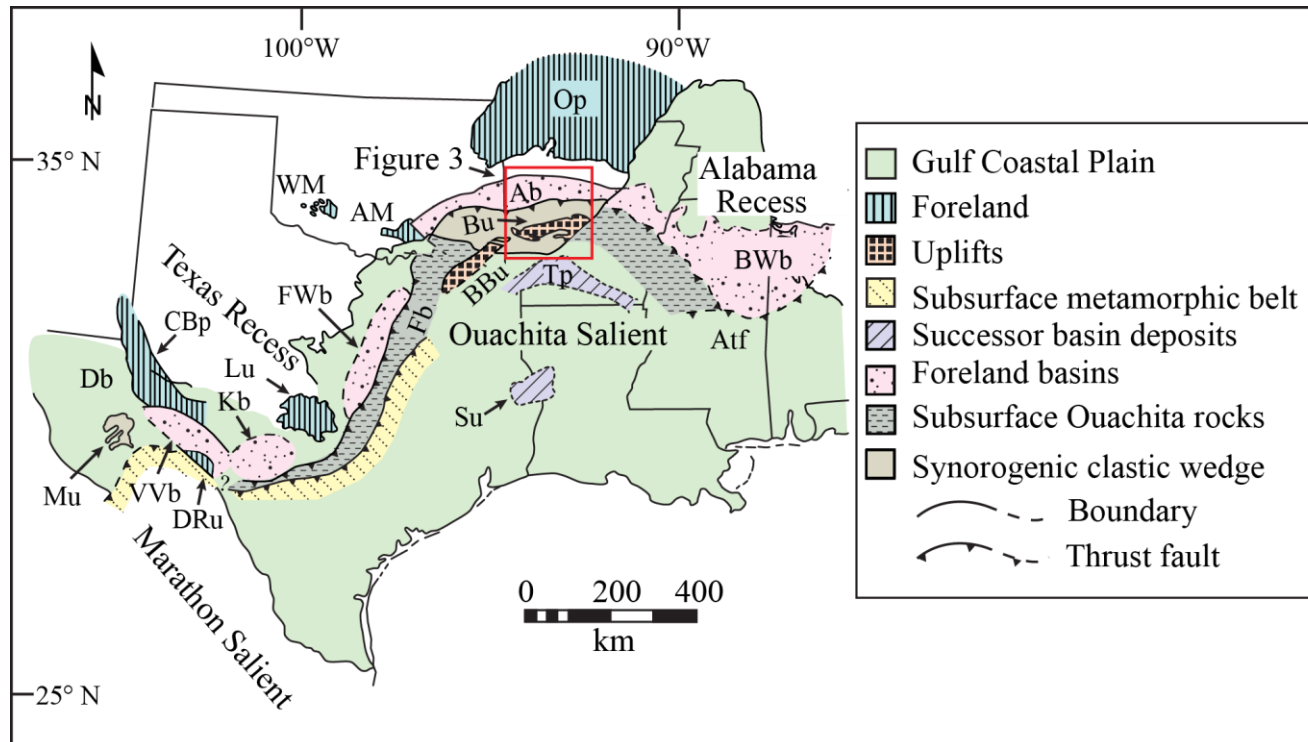 100°W
90°W
N
35° N
25° N
Op
Figure 3
WM
AM
Ab
Bu
Alabama
Recess
BWb
Tp
BBu
Texas Recess
FWb
Fb
Ouachita Salient
Atf
CBp
Db
Lu
Kb
Su
Mu
VVb
?
DRu
Marathon Salient
0 200 400
km
Gulf Coastal Plain
Foreland
Uplifts
Subsurface metamorphic belt
Successor basin deposits
Foreland basins
Subsurface Ouachita rocks
Synorogenic clastic wedge
Boundary
Thrust fault